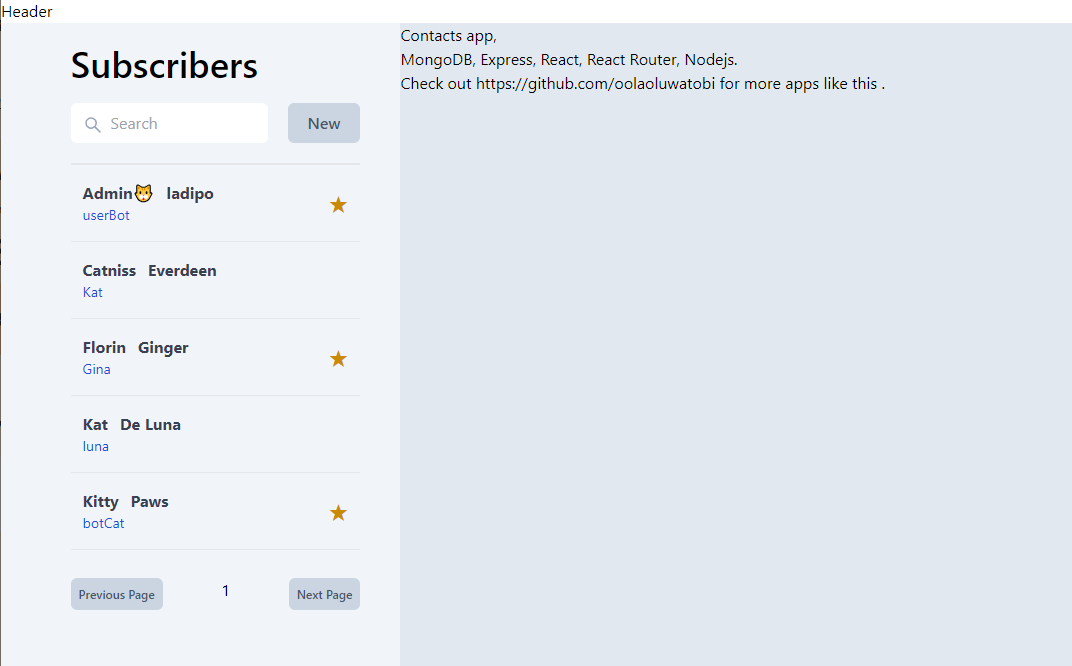 Header
Subscribers
Search
New
Admin🐱 ladipo
userBot
Catniss Everdeen
Kat
Florin Ginger
Gina
Kat De Luna
luna
Kitty Paws
botCat
Previous Page
1
Next Page
Contacts app,
MongoDB, Express, React, React Router, Nodejs.
Check out https://github.com/oolaoluwatobi for more apps like this .